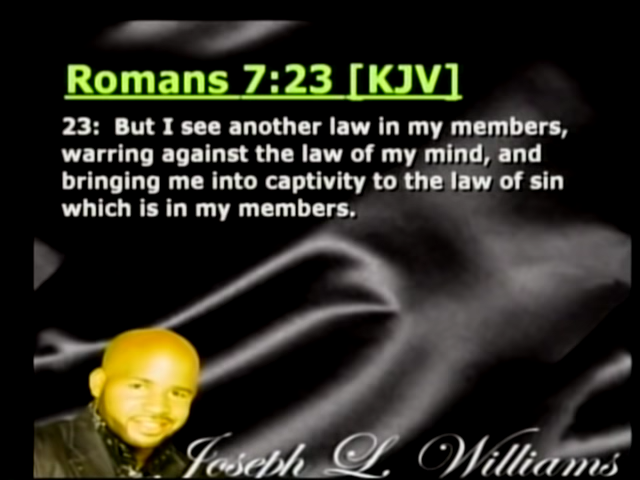 Romans 7:23 [KJV]
23:  But I see another law in my members,
warring against the law of my mind, and
bringing me into captivity to the law of sin
which is in my members.
Joseph L. Williams